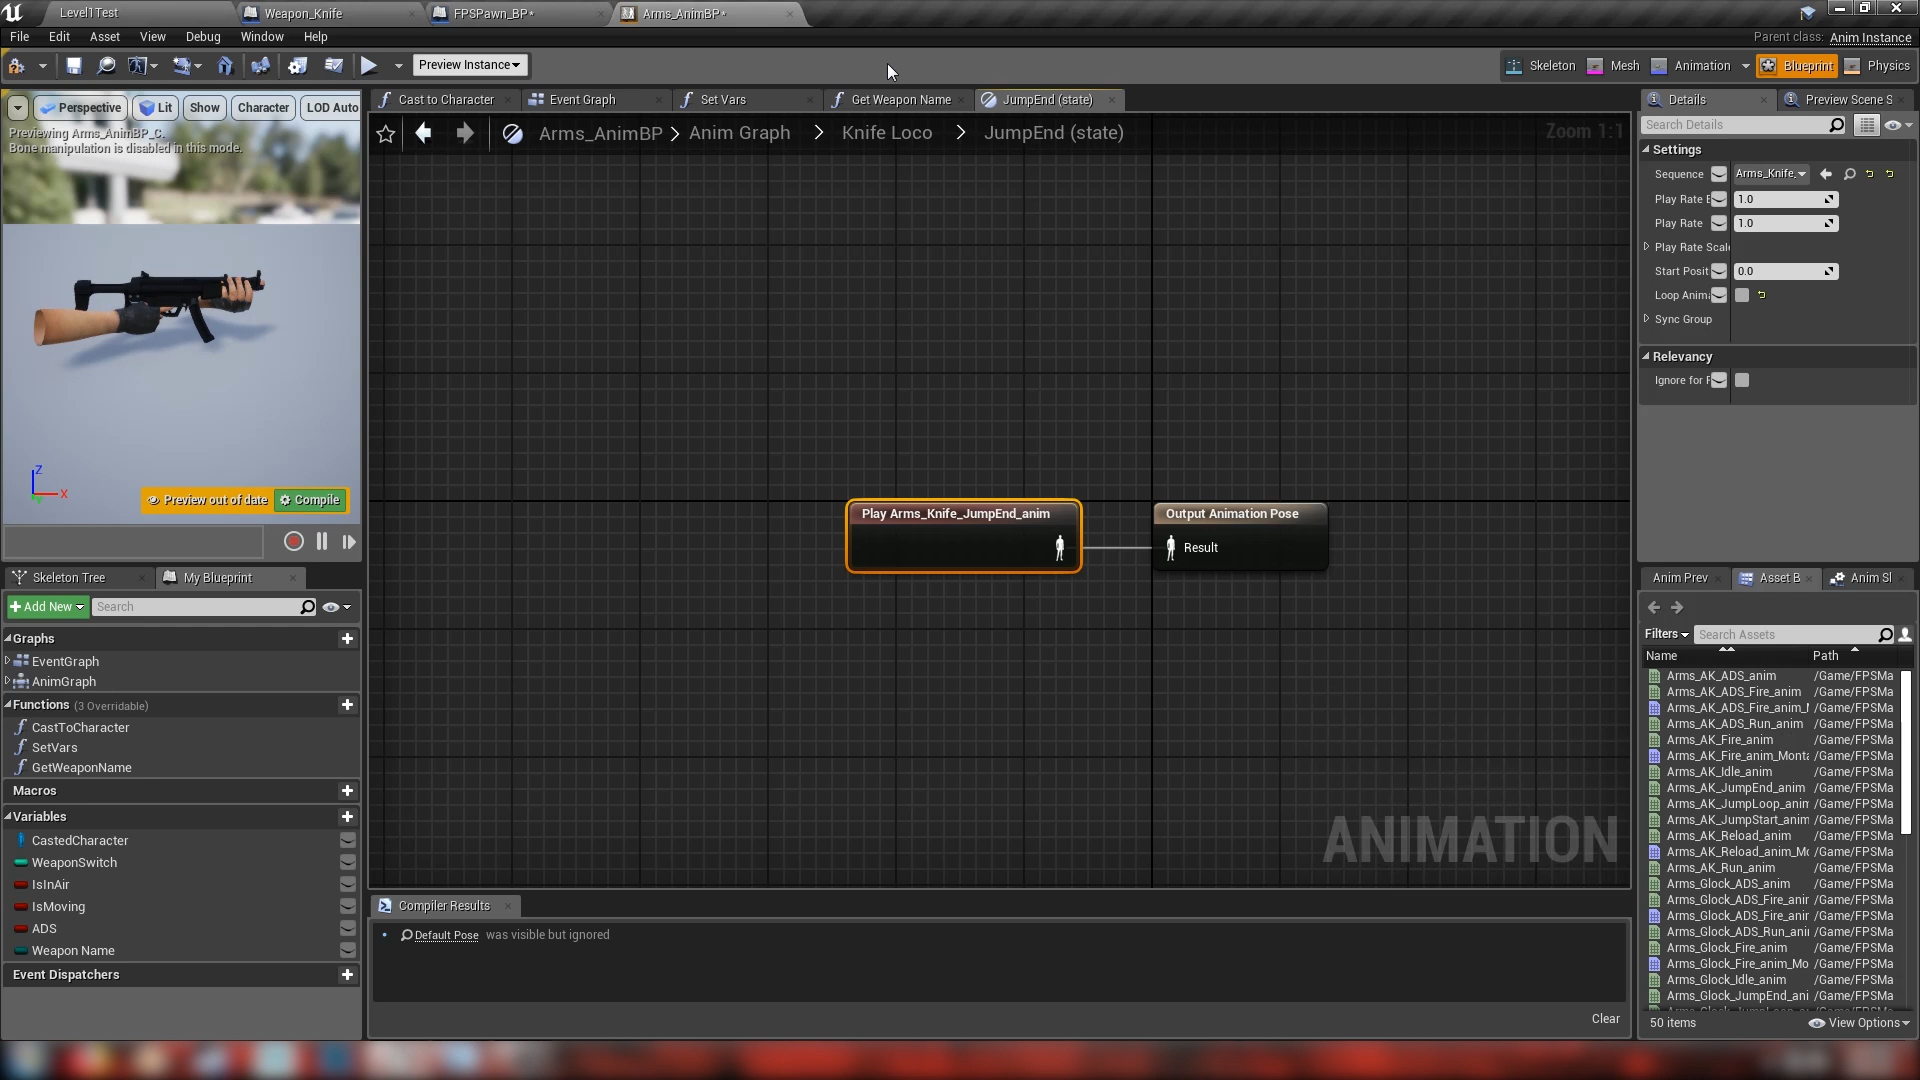 Level1Test
Weapon_Knife
FPSPawn_BP*
Arms_AnimBP*
File Edit Asset View Debug Window Help
Parent class: Anim Instance
Preview Instance
Skeleton Mesh Animation Blueprint Physics
Perspective Lit Show Character LOD Auto
Previewing Arms_AnimBP_C.
Bone manipulation is disabled in this mode.
Preview out of date Compile
Z
X
Cast to Character
Event Graph
Set Vars
Get Weapon Name
JumpEnd (state)
Arms_AnimBP > Anim Graph > Knife Loco > JumpEnd (state)
Zoom 1:1
Play Arms_Knife_JumpEnd_anim
Output Animation Pose
Result
ANIMATION
Compiler Results
Default Pose was visible but ignored
Clear
Skeleton Tree
My Blueprint
Add New
Search
Graphs
EventGraph
AnimGraph
Functions (3 Overridable)
CastToCharacter
SetVars
GetWeaponName
Macros
Variables
CastedCharacter
WeaponSwitch
IsInAir
IsMoving
ADS
Weapon Name
Event Dispatchers
Details
Preview Scene S
Search Details
Settings
Sequence Arms_Knife_
Play Rate B 1.0
Play Rate 1.0
Play Rate Scale
Start Posit 0.0
Loop Anim
Sync Group
Relevancy
Ignore for R
Anim Prev
Asset B
Anim Sl
Filters Search Assets
Name Path
Arms_AK_ADS_anim /Game/FPSMa
Arms_AK_ADS_Fire_anim /Game/FPSMa
Arms_AK_ADS_Fire_anim_M /Game/FPSMa
Arms_AK_ADS_Run_anim /Game/FPSMa
Arms_AK_Fire_anim /Game/FPSMa
Arms_AK_Fire_anim_Monta /Game/FPSMa
Arms_AK_Idle_anim /Game/FPSMa
Arms_AK_JumpEnd_anim /Game/FPSMa
Arms_AK_JumpLoop_anim /Game/FPSMa
Arms_AK_JumpStart_anim /Game/FPSMa
Arms_AK_Reload_anim /Game/FPSMa
Arms_AK_Reload_anim_Mo /Game/FPSMa
Arms_AK_Run_anim /Game/FPSMa
Arms_Glock_ADS_anim /Game/FPSMa
Arms_Glock_ADS_Fire_anim /Game/FPSMa
Arms_Glock_ADS_Fire_anim /Game/FPSMa
Arms_Glock_ADS_Run_ani /Game/FPSMa
Arms_Glock_Fire_anim /Game/FPSMa
Arms_Glock_Fire_anim_Mo /Game/FPSMa
Arms_Glock_Idle_anim /Game/FPSMa
Arms_Glock_JumpEnd_ani /Game/FPSMa
50 items
View Options